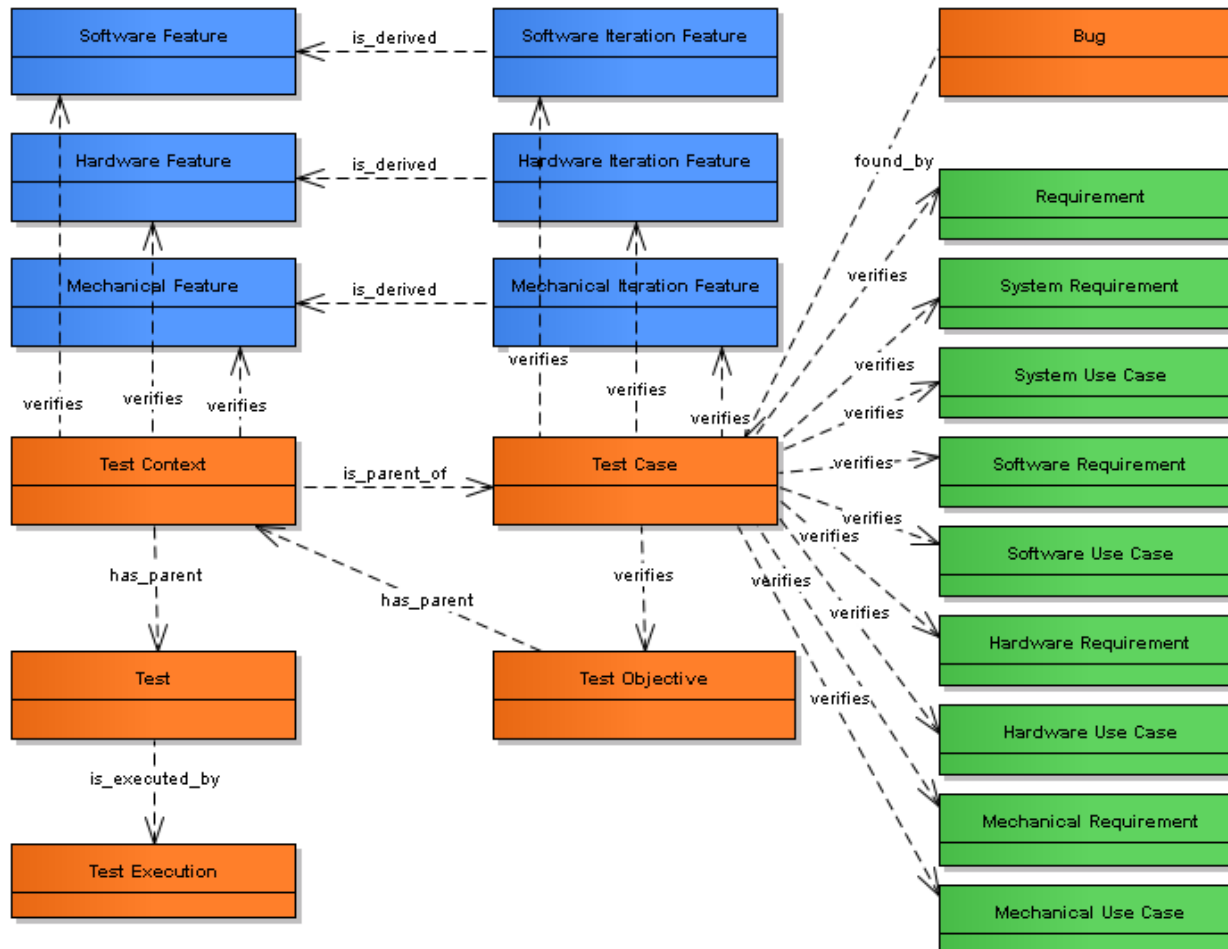 Software Feature
is_derived
Software Iteration Feature
Bug
Hardware Feature
is_derived
Hardware Iteration Feature
found_by
Requirement
Mechanical Feature
is_derived
Mechanical Iteration Feature
verifies
System Requirement
verifies
verifies
System Use Case
verifies
verifies
verifies
verifies
verifies
verifies
Test Context
is_parent_of
Test Case
verifies
Software Requirement
verifies
verifies
Software Use Case
has_parent
verifies
verifies
has_parent
verifies
Hardware Requirement
Test
Test Objective
verifies
Hardware Use Case
is_executed_by
Mechanical Requirement
Test Execution
Mechanical Use Case